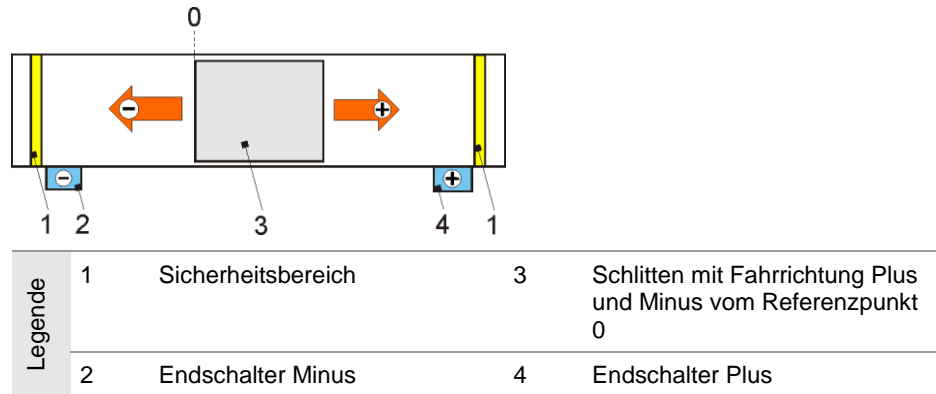 0
− +
− +
1 2 3 4 1
Legende
1 Sicherheitsbereich 3 Schlitten mit Fahrrichtung Plus
und Minus vom Referenzpunkt
0
2 Endschalter Minus 4 Endschalter Plus